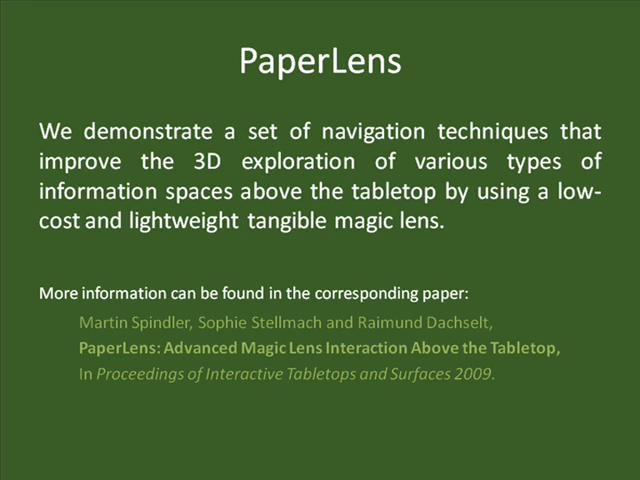 PaperLens
We demonstrate a set of navigation techniques that
improve the 3D exploration of various types of
information spaces above the tabletop by using a low-
cost and lightweight tangible magic lens.
More information can be found in the corresponding paper:
Martin Spindler, Sophie Stellmach and Raimund Dachselt,
PaperLens: Advanced Magic Lens Interaction Above the Tabletop,
In Proceedings of Interactive Tabletops and Surfaces 2009.